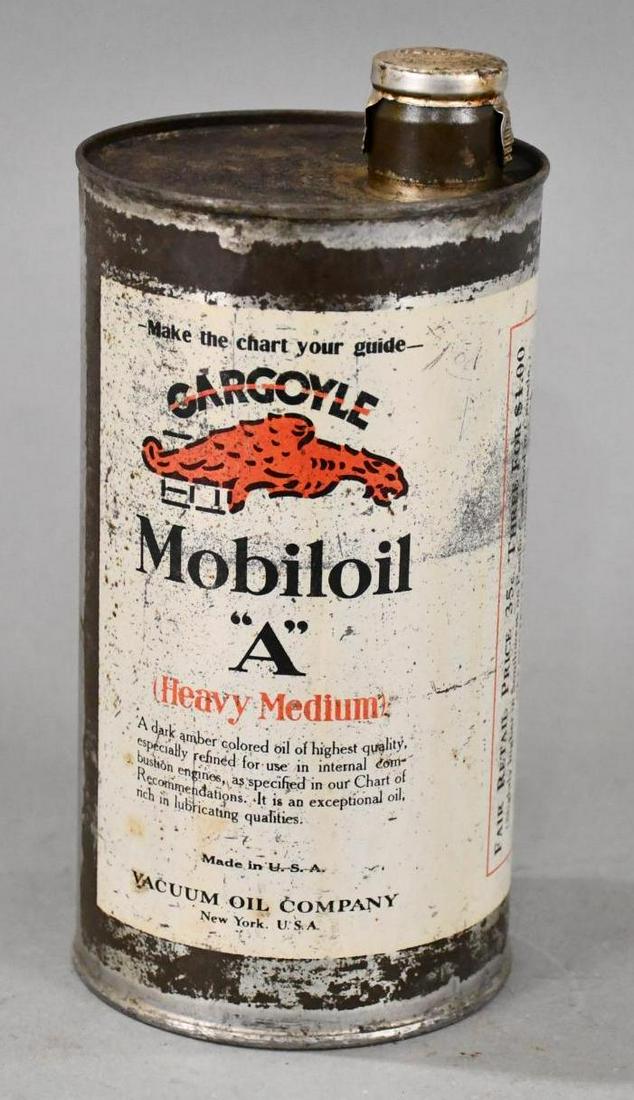 —Make the chart your guide—
GARGOYLE
Mobiloil
"A"
(Heavy Medium)
A dark amber colored oil of highest quality,
especially refined for use in internal com-
bustion engines, as specified in our Chart of
Recommendations. It is an exceptional oil,
rich in lubricating qualities.
Made in U. S. A.
VACUUM OIL COMPANY
New York, U.S.A.
FAIR RETAIL PRICE 35¢ THREE FOR $1.00